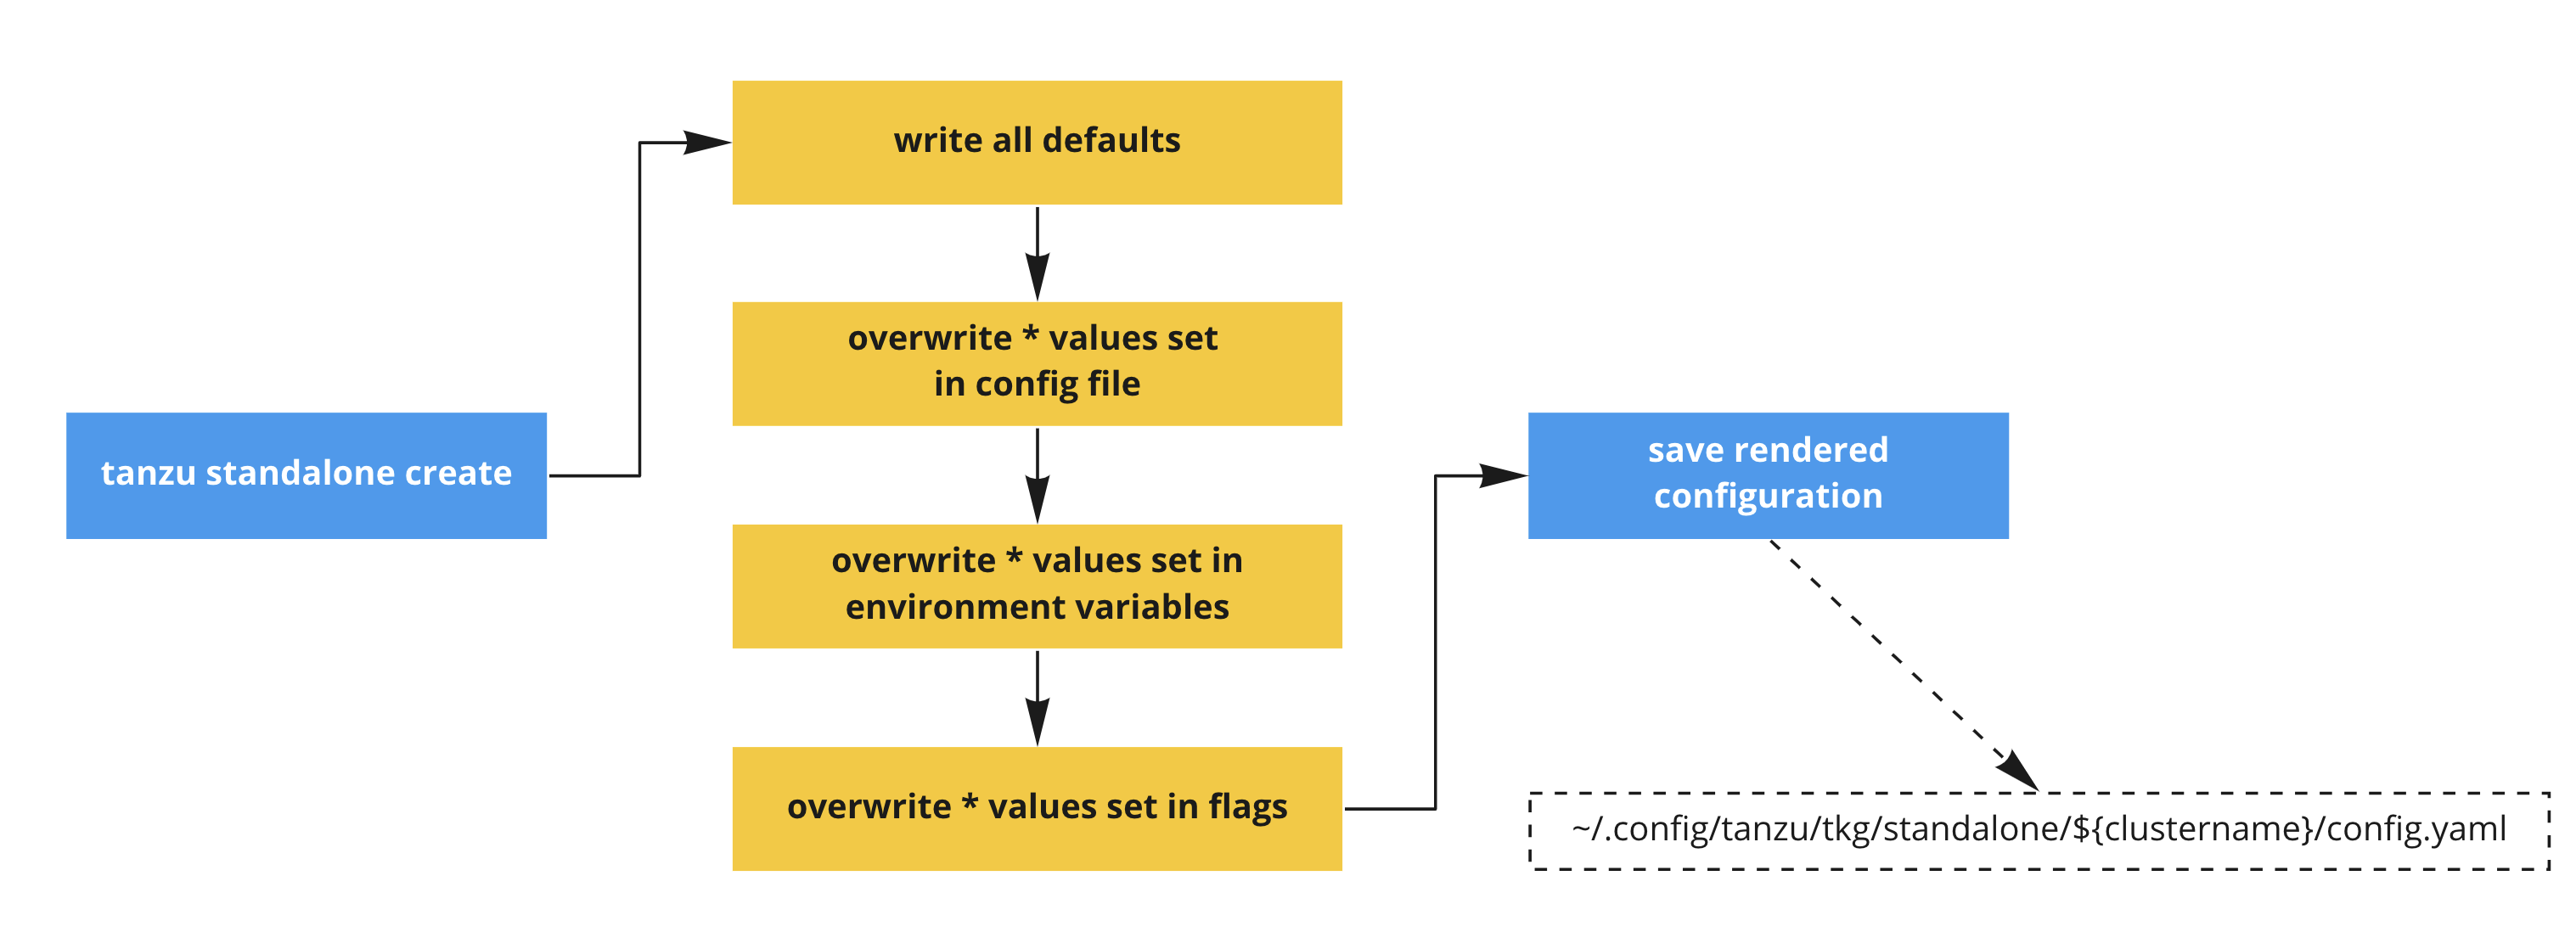 tanzu standalone create
write all defaults
overwrite * values set
in config file
overwrite * values set in
environment variables
overwrite * values set in flags
save rendered
configuration
~/.config/tanzu/tkg/standalone/${clustername}/config.yaml